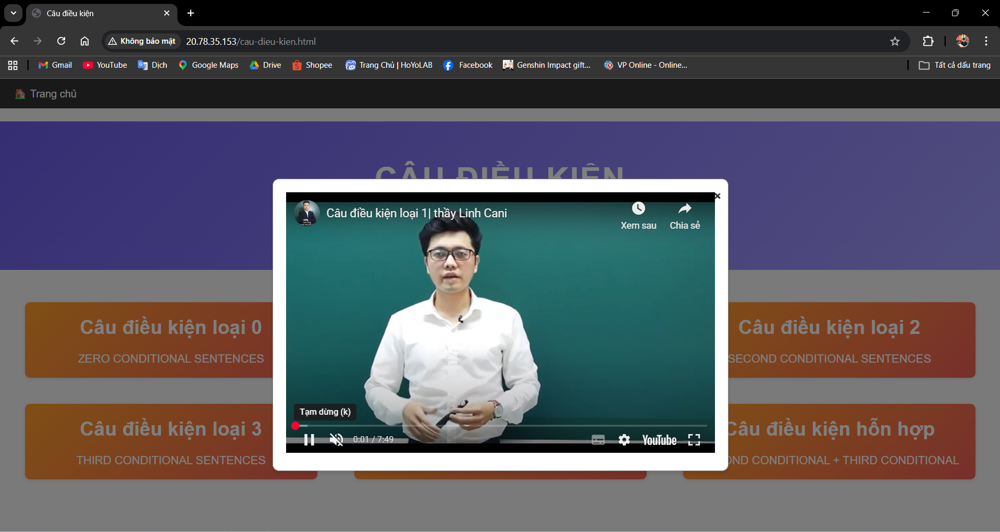 Câu điều kiện
Không bảo mật
20.78.35.153/cau-dieu-kien.html
Gmail
YouTube
Dịch
Google Maps
Drive
Shopee
Trang Chủ | HoYoLAB
Facebook
Genshin Impact gift...
VP Online - Online...
Tất cả dấu trang
Trang chủ
CÂU ĐIỀU KIỆN
Câu điều kiện loại 1| thầy Linh Cani
Xem sau
Chia sẻ
Câu điều kiện loại 0
ZERO CONDITIONAL SENTENCES
Câu điều kiện loại 2
SECOND CONDITIONAL SENTENCES
Tạm dừng (k)
0:01 / 7:49
YouTube
Câu điều kiện loại 3
THIRD CONDITIONAL SENTENCES
Câu điều kiện hỗn hợp
OND CONDITIONAL + THIRD CONDITIONAL